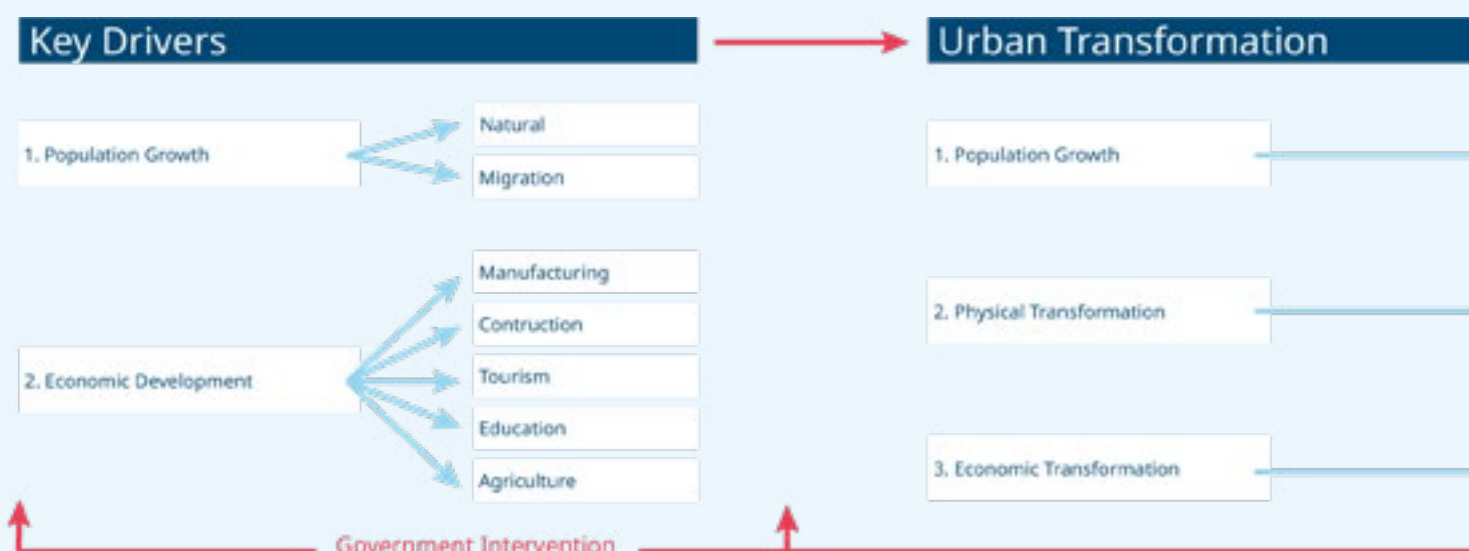 Key Drivers
Urban Transformation
1. Population Growth
Natural
Migration
2. Economic Development
Manufacturing
Contruction
Tourism
Education
Agriculture
1. Population Growth
2. Physical Transformation
3. Economic Transformation
Government Intervention